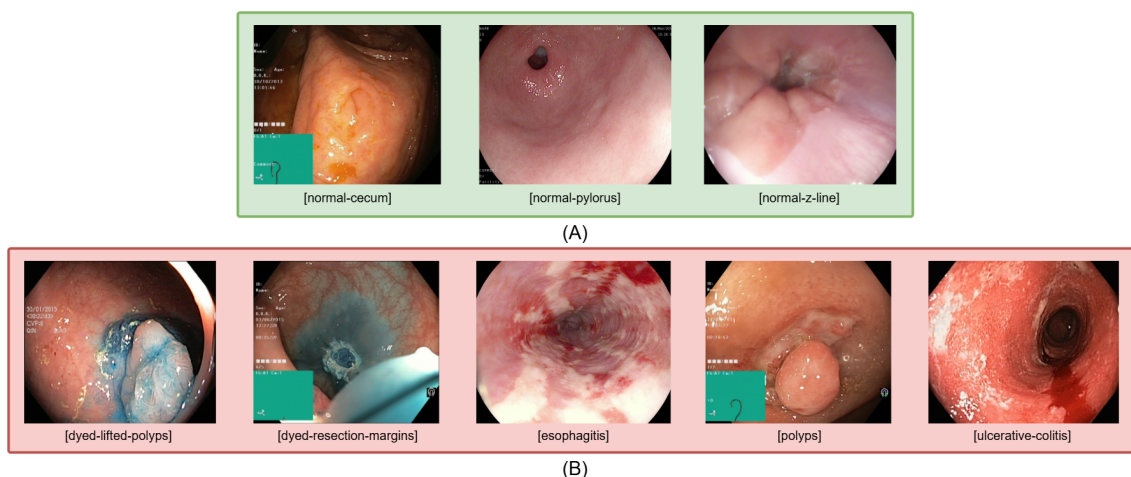 [normal-cecum]
[normal-pylorus]
[normal-z-line]
(A)
[dyed-lifted-polyps]
[dyed-resection-margins]
[esophagitis]
[polyps]
[ulcerative-colitis]
(B)